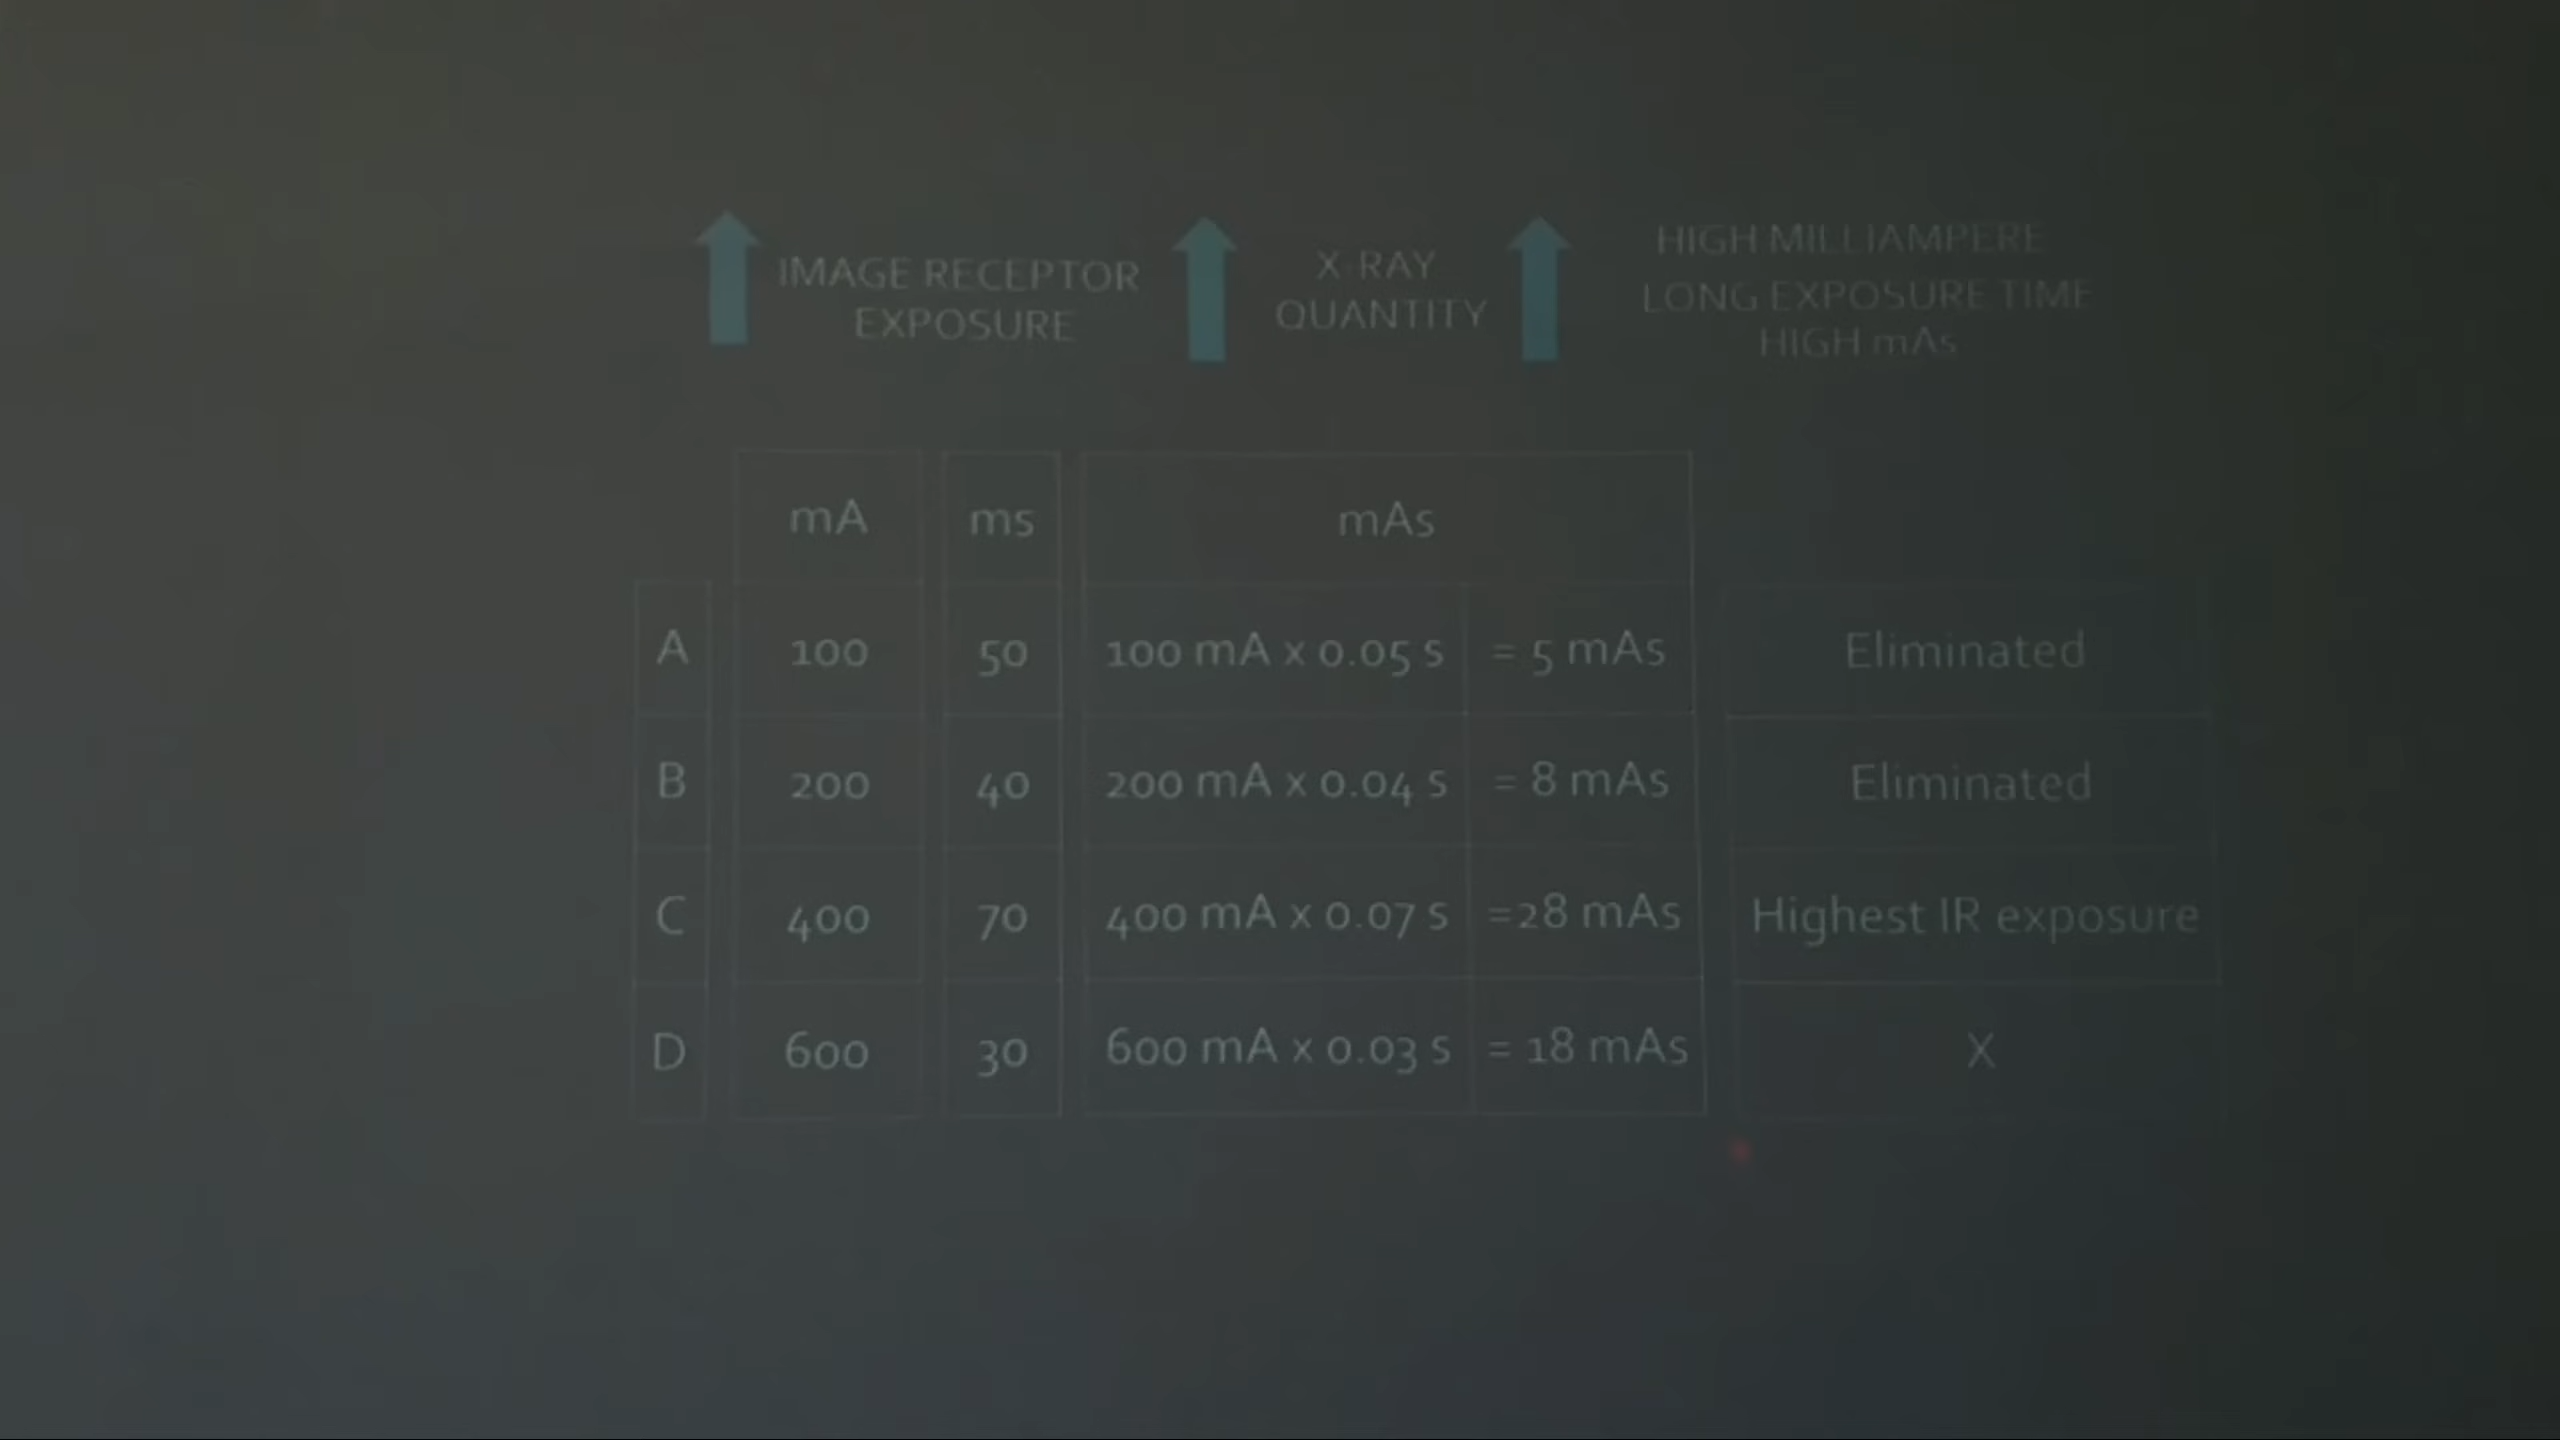 IMAGE RECEPTOR
EXPOSURE
X-RAY
QUANTITY
HIGH MILLIAMPERE
LONG EXPOSURE TIME
HIGH mAs
mA ms mAs
A 100 50 100 mA x 0.05 s = 5 mAs Eliminated
B 200 40 200 mA x 0.04 s = 8 mAs Eliminated
C 400 70 400 mA x 0.07 s =28 mAs Highest IR exposure
D 600 30 600 mA x 0.03 s = 18 mAs X